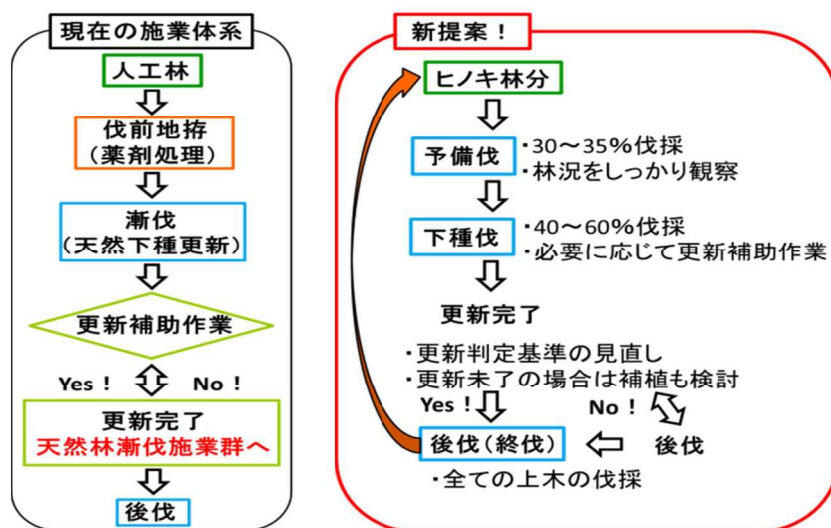 現在の施業体系
人工林
伐前地拵
(薬剤処理)
漸伐
(天然下種更新)
更新補助作業
Yes！ No！
更新完了
天然林漸伐施業群へ
後伐
新提案！
ヒノキ林分
予備伐
・30～35%伐採
・林況をしっかり観察
下種伐
・40～60%伐採
・必要に応じて更新補助作業
更新完了
・更新判定基準の見直し
・更新未了の場合は補植も検討
Yes！ No！
後伐(終伐) 後伐
・全ての上木の伐採